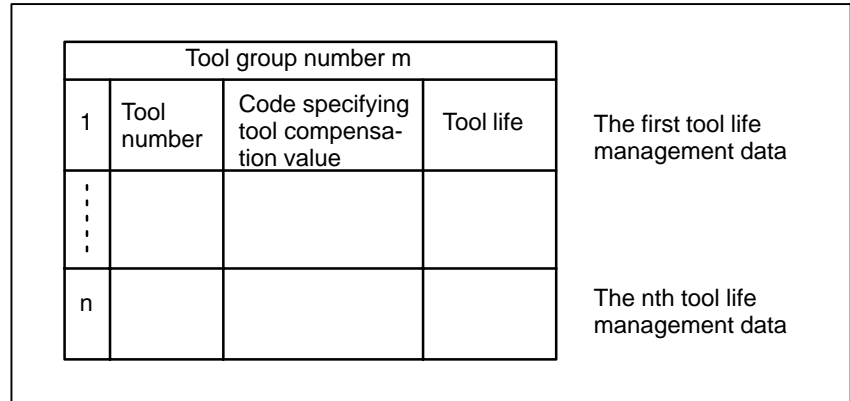 Tool group number m
1
Tool
number
Code specifying
tool compensa-
tion value
Tool life
The first tool life
management data
n
The nth tool life
management data